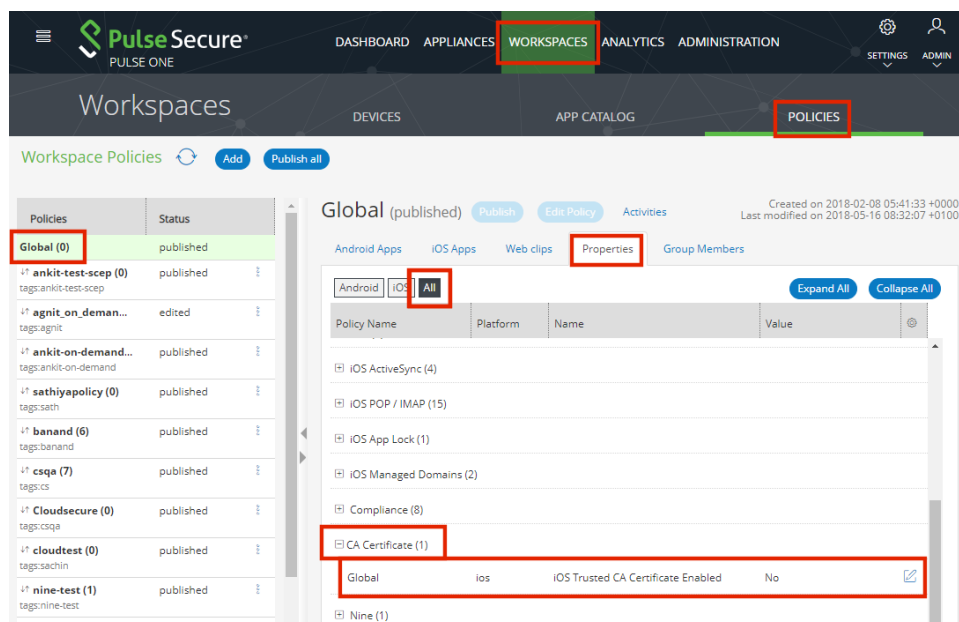 Pulse Secure®
PULSE ONE
DASHBOARD APPLIANCES WORKSPACES ANALYTICS ADMINISTRATION
SETTINGS ADMIN
Workspaces
DEVICES APP CATALOG POLICIES
Workspace Policies Add Publish all
Policies Status
Global (0) published
ankit-test-scep (0) published
tags:ankit-test-scep
agnit_on_deman... edited
tags:agnit
ankit-on-demand... published
tags:ankit-on-demand
sathiyapolicy (0) published
tags:sath
banand (6) published
tags:banand
csqa (7) published
tags:cs
Cloudsecure (0) published
tags:csqa
cloudtest (0) published
tags:sachin
nine-test (1) published
tags:nine-test
Global (published) Publish Edit Policy Activities
Created on 2018-02-08 05:41:33 +0000
Last modified on 2018-05-16 08:32:07 +0100
Android Apps iOS Apps Web clips Properties Group Members
Android iOS All Expand All Collapse All
Policy Name Platform Name Value
iOS ActiveSync (4)
iOS POP / IMAP (15)
iOS App Lock (1)
iOS Managed Domains (2)
Compliance (8)
CA Certificate (1)
Global ios iOS Trusted CA Certificate Enabled No
Nine (1)